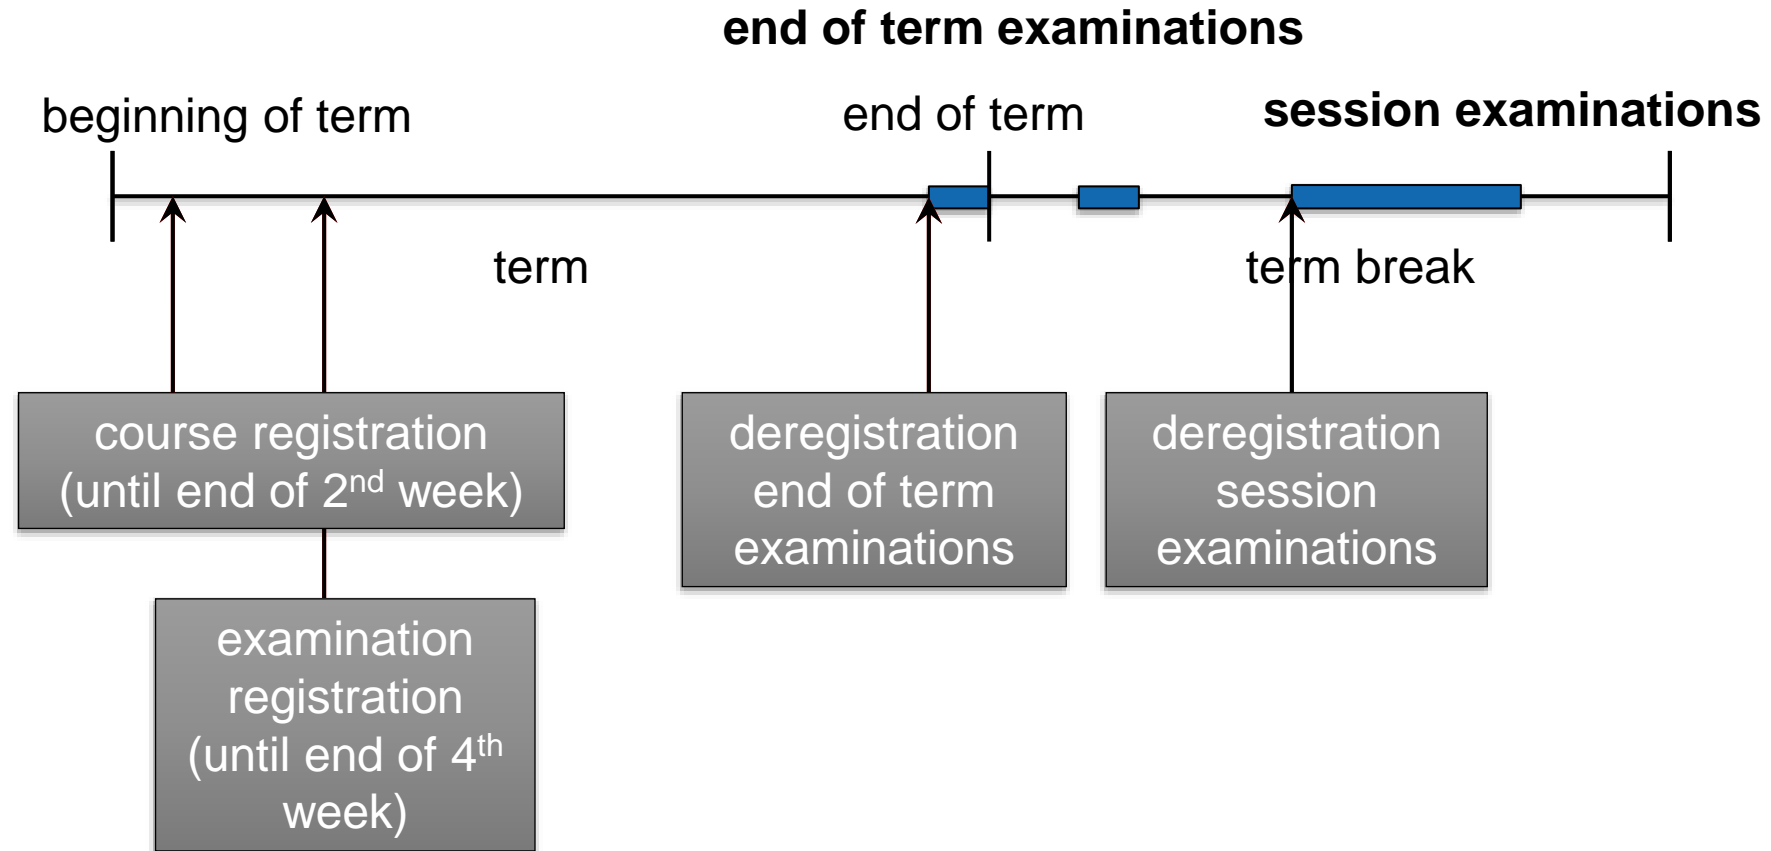 end of term examinations
beginning of term
end of term
session examinations
term
term break
course registration
(until end of 2nd week)
deregistration
end of term
examinations
deregistration
session
examinations
examination
registration
(until end of 4th
week)